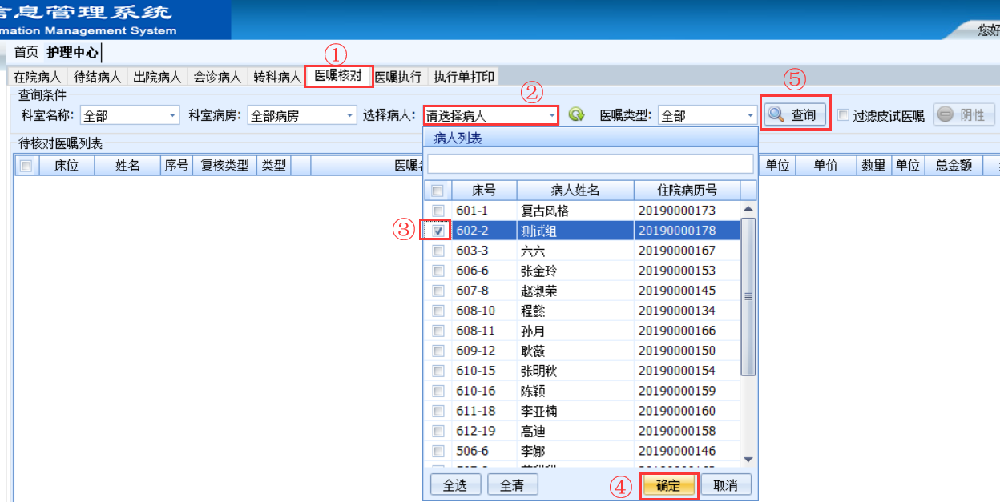 信息管理系统
mation Management System
您好
首页 护理中心
①
在院病人 待结病人 出院病人 会诊病人 转科病人 医嘱核对 医嘱执行 执行单打印
查询条件
② ⑤
科室名称: 全部 科室病房: 全部病房 选择病人: 请选择病人 医嘱类型: 全部 查询 过滤皮试医嘱 阴性
待核对医嘱列表
病人列表
床位 姓名 序号 复核类型 类型 医嘱名 单位 单价 数量 单位 总金额
床号 病人姓名 住院病历号
601-1 复古风格 20190000173
③ 602-2 测试组 20190000178
603-3 六六 20190000167
606-6 张金玲 20190000153
607-8 赵淑荣 20190000145
608-10 程懿 20190000134
608-11 孙月 20190000166
609-12 耿薇 20190000150
610-15 张明秋 20190000154
610-16 陈颖 20190000159
611-18 李亚楠 20190000160
612-19 高迪 20190000158
506-6 李娜 20190000146
全选 全清 ④ 确定 取消